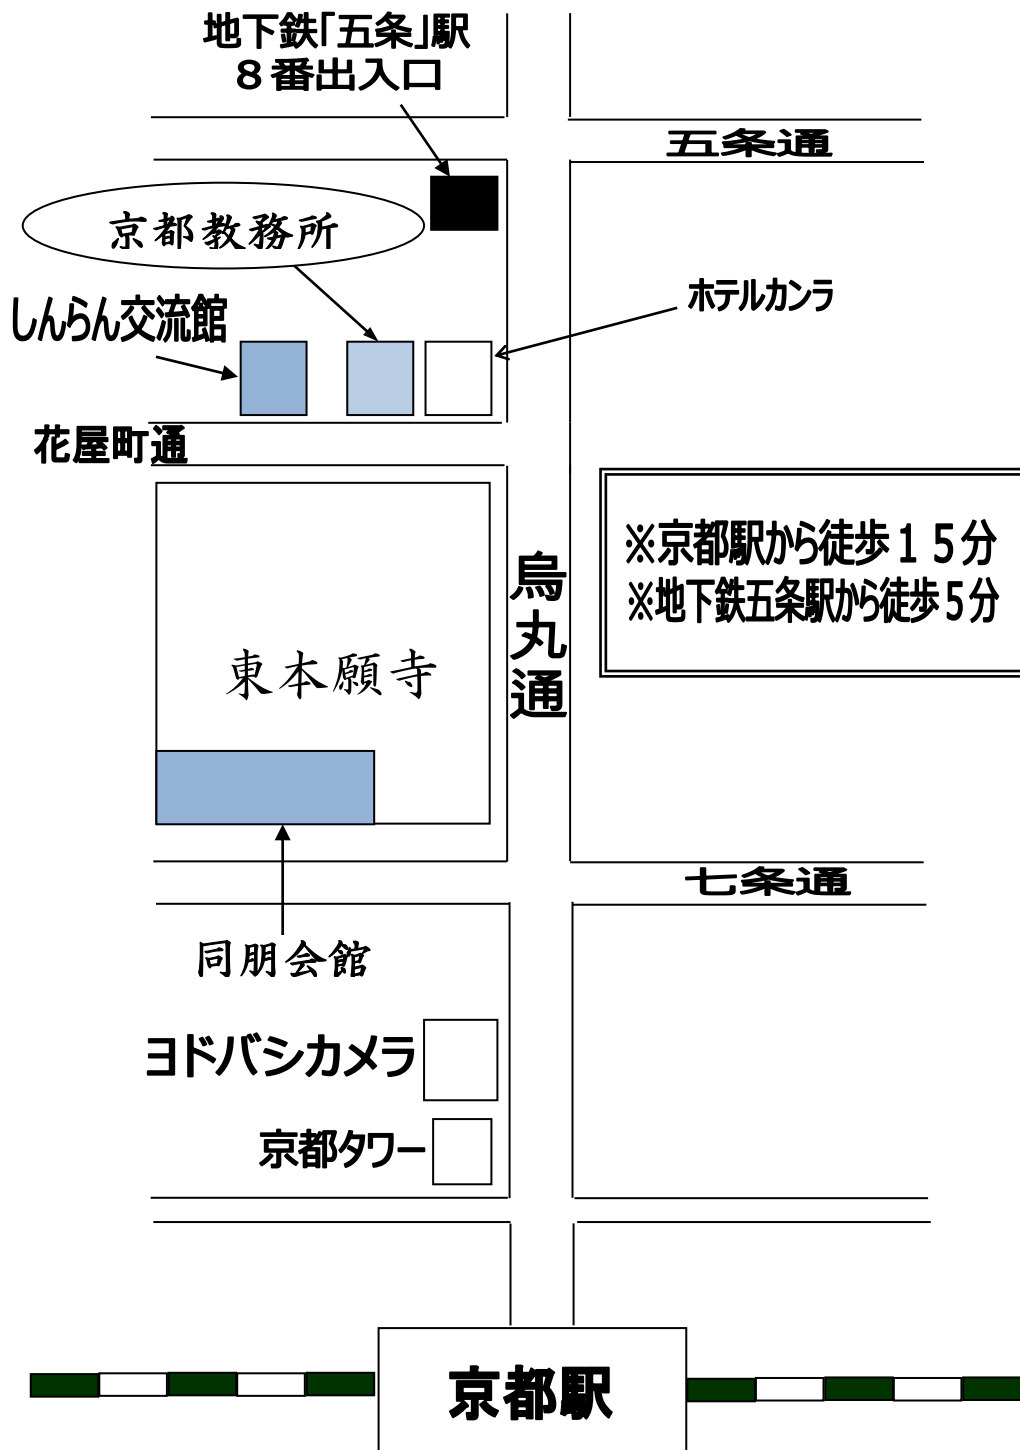 地下鉄「五条」駅
８番出入口
五条通
京都教務所
ホテルカンラ
しんらん交流館
花屋町通
※京都駅から徒歩１５分
※地下鉄五条駅から徒歩５分
烏丸通
東本願寺
七条通
同朋会館
ヨドバシカメラ
京都タワー
京都駅